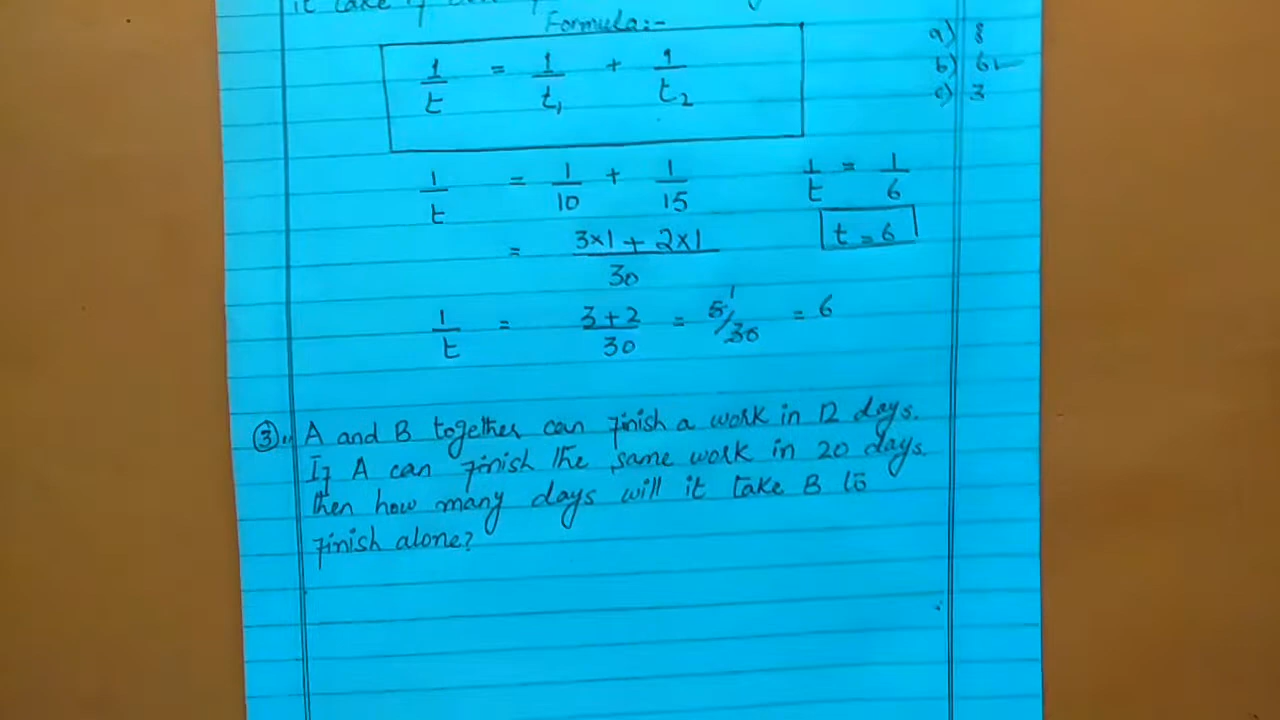 it take if
Formula:-
1/t = 1/t₁ + 1/t₂
a) 8
b) 6 ✓
c) 3
1/t = 1/10 + 1/15
1/t = 1/6
= 3×1 + 2×1 / 30
t = 6
1/t = 3+2/30 = 5/30 = 6
③. A and B together can finish a work in 12 days.
If A can finish the same work in 20 days.
then how many days will it take B to
finish alone?